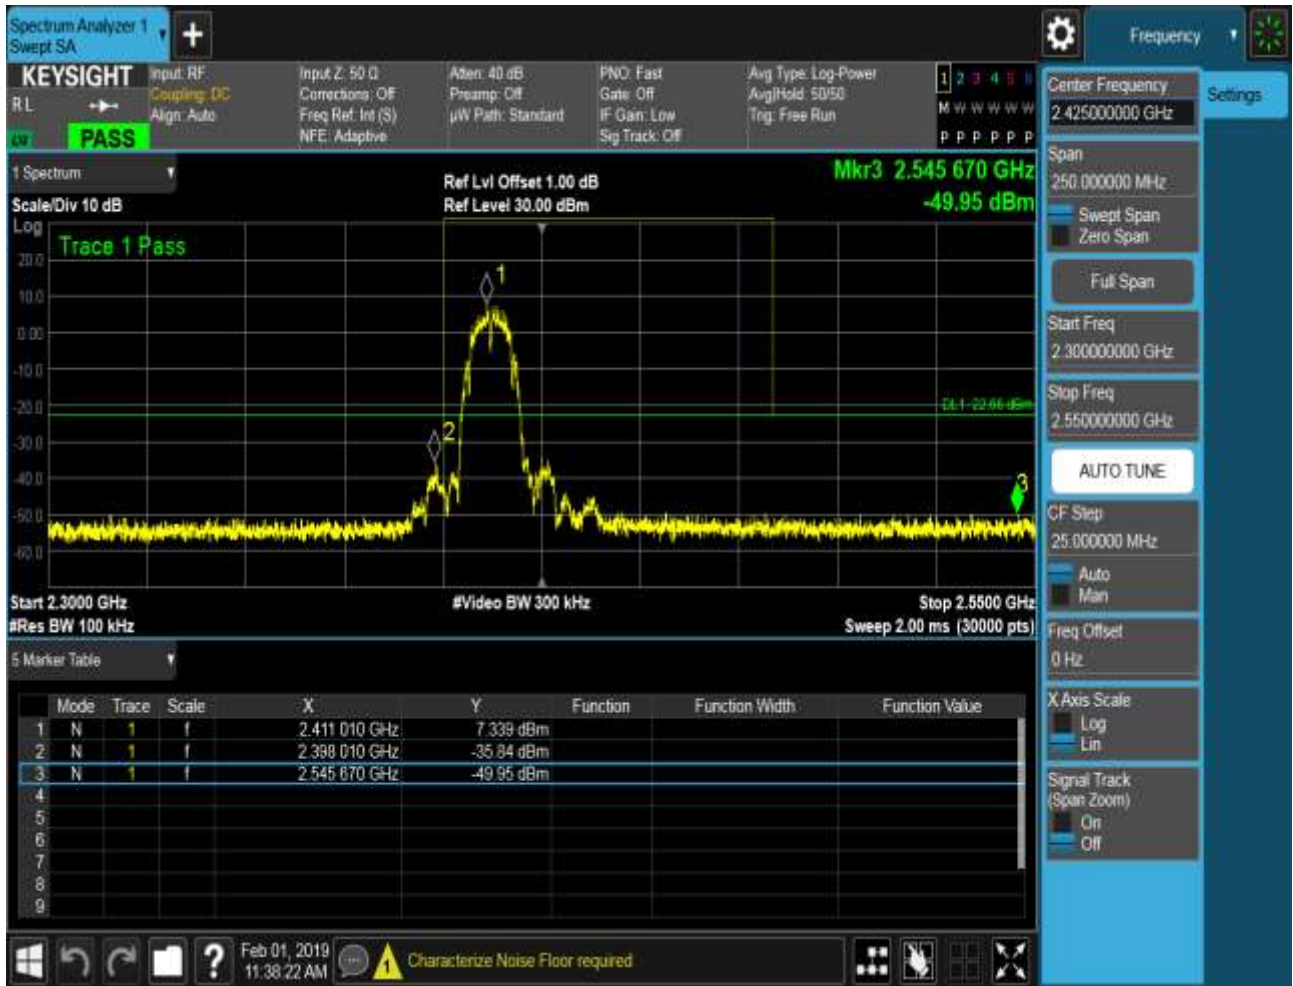 Spectrum Analyzer 1
Swept SA
Frequency
KEYSIGHT
R L
PASS
Input: RF
Coupling: DC
Align: Auto
Input Z: 50 Ω
Corrections: Off
Freq Ref: Int (S)
NFE: Adaptive
Atten: 40 dB
Preamp: Off
µW Path: Standard
PNO: Fast
Gate: Off
IF Gain: Low
Sig Track: Off
Avg Type: Log-Power
Avg|Hold: 50/50
Trig: Free Run
1 2 3 4 5 6
M W W W W W
P P P P P P
1 Spectrum
Scale/Div 10 dB
Ref Lvl Offset 1.00 dB
Ref Level 30.00 dBm
Mkr3 2.545 670 GHz
-49.95 dBm
Log
Trace 1 Pass
20.0
10.0
0.00
-10.0
-20.0
-30.0
-40.0
-50.0
-60.0
1
2
3
DL1 -22.66 dBm
Start 2.3000 GHz
#Res BW 100 kHz
#Video BW 300 kHz
Stop 2.5500 GHz
Sweep 2.00 ms (30000 pts)
5 Marker Table
Mode Trace Scale X Y Function Function Width Function Value
1 N 1 f 2.411 010 GHz 7.339 dBm
2 N 1 f 2.398 010 GHz -35.84 dBm
3 N 1 f 2.545 670 GHz -49.95 dBm
4
5
6
7
8
9
Feb 01, 2019
11:38:22 AM
?
1
Characterize Noise Floor required
Center Frequency
2.425000000 GHz
Settings
Span
250.000000 MHz
Swept Span
Zero Span
Full Span
Start Freq
2.300000000 GHz
Stop Freq
2.550000000 GHz
AUTO TUNE
CF Step
25.000000 MHz
Auto
Man
Freq Offset
0 Hz
X Axis Scale
Log
Lin
Signal Track
(Span Zoom)
On
Off